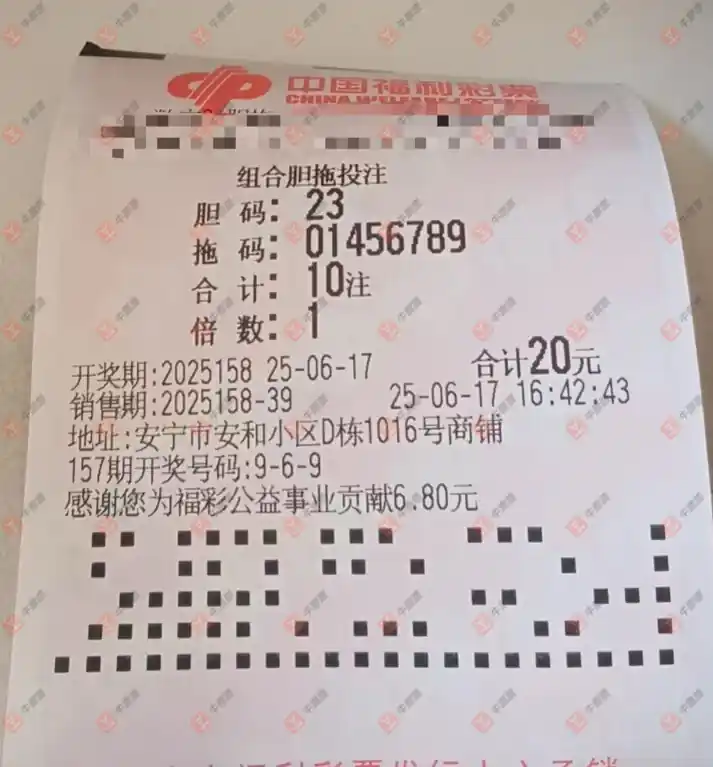 中国福利彩票
组合胆拖投注
胆 码: 23
拖 码: 01456789
合 计: 10注
倍 数: 1
合计20元
开奖期:2025158 25-06-17
销售期:2025158-39 25-06-17 16:42:43
地址:安宁市安和小区D栋1016号商铺
157期开奖号码:9-6-9
感谢您为福彩公益事业贡献6.80元